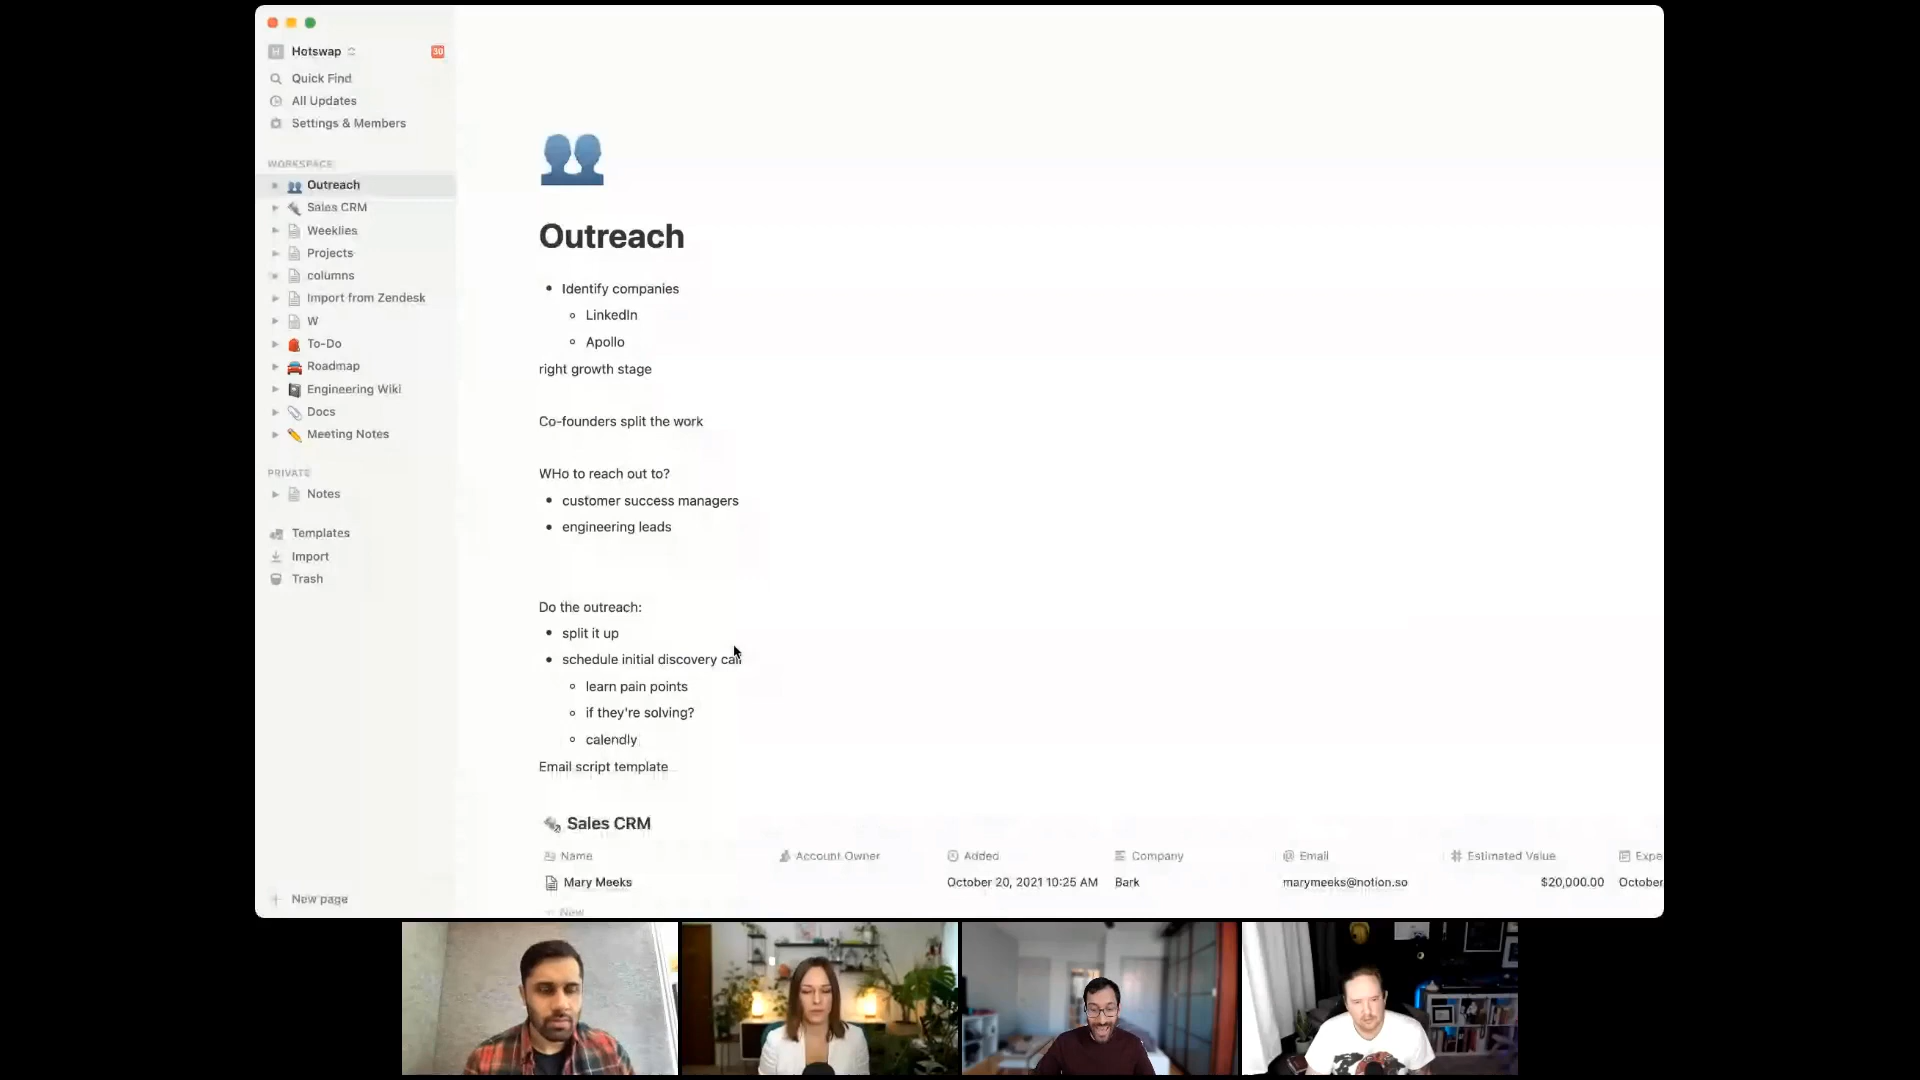 Hotswap
30
Quick Find
All Updates
Settings & Members
WORKSPACE
Outreach
Sales CRM
Weeklies
Projects
columns
Import from Zendesk
W
To-Do
Roadmap
Engineering Wiki
Docs
Meeting Notes
PRIVATE
Notes
Templates
Import
Trash
New page
Outreach
Identify companies
LinkedIn
Apollo
right growth stage
Co-founders split the work
WHo to reach out to?
customer success managers
engineering leads
Do the outreach:
split it up
schedule initial discovery call
learn pain points
if they're solving?
calendly
Email script template
Sales CRM
Name Account Owner Added Company Email Estimated Value Expe
Mary Meeks October 20, 2021 10:25 AM Bark marymeeks@notion.so $20,000.00 October
New